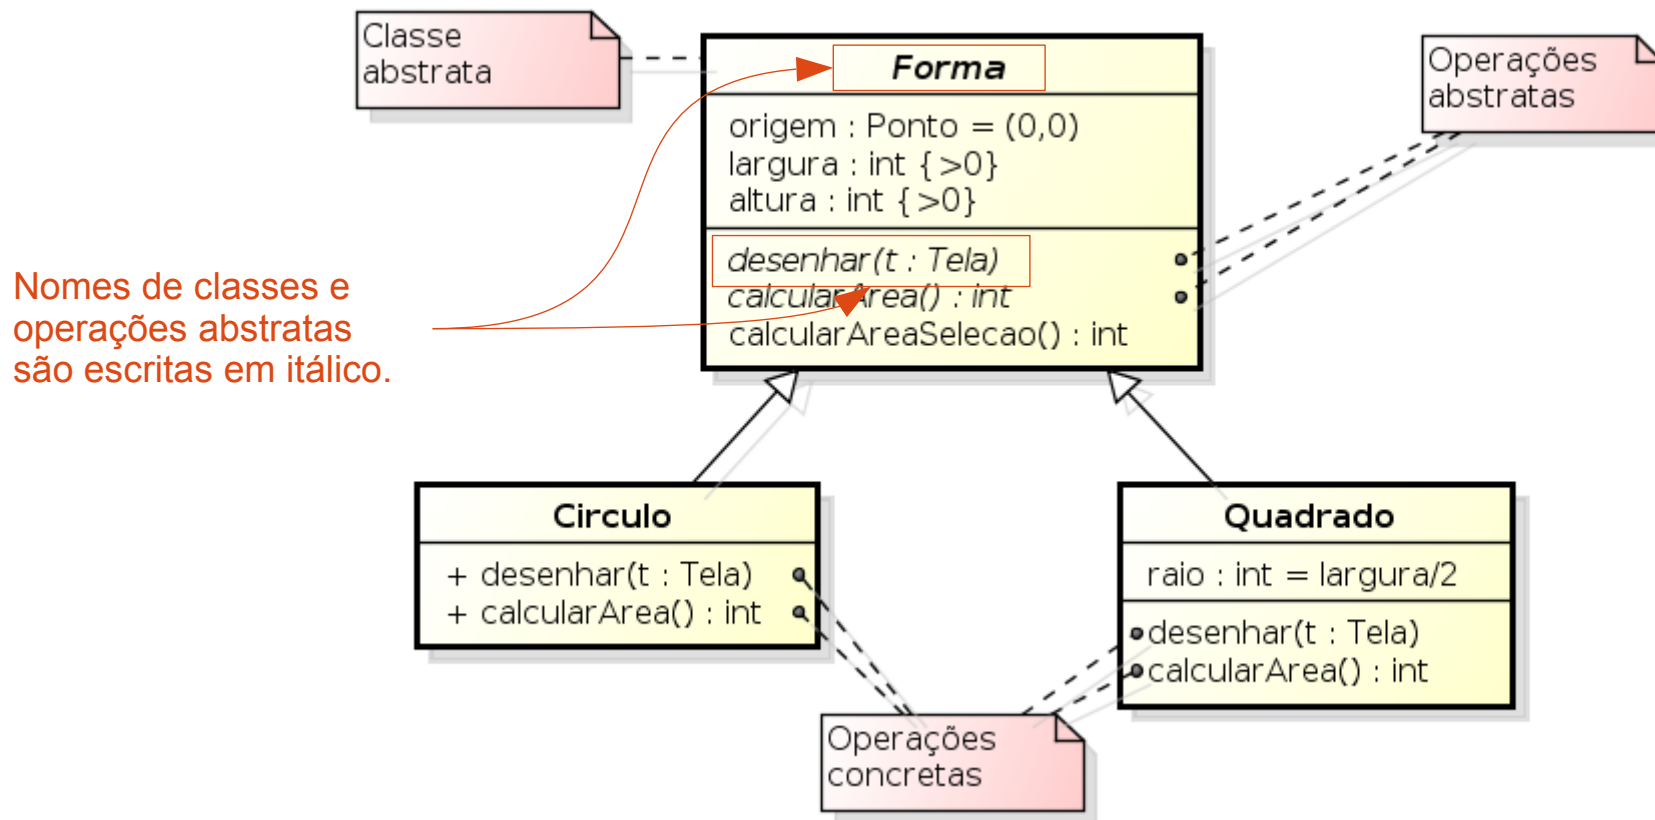 Classe
abstrata
Forma
Operações
abstratas
origem : Ponto = (0,0)
largura : int {>0}
altura : int {>0}
desenhar(t : Tela)
calcularArea() : int
calcularAreaSelecao() : int
Nomes de classes e
operações abstratas
são escritas em itálico.
Circulo
+ desenhar(t : Tela)
+ calcularArea() : int
Quadrado
raio : int = largura/2
desenhar(t : Tela)
calcularArea() : int
Operações
concretas